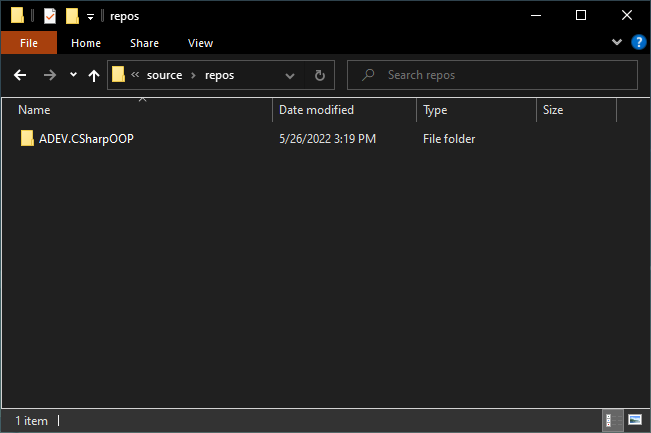 repos
File Home Share View
« source > repos Search repos
Name Date modified Type Size
ADEV.CSharpOOP 5/26/2022 3:19 PM File folder
1 item